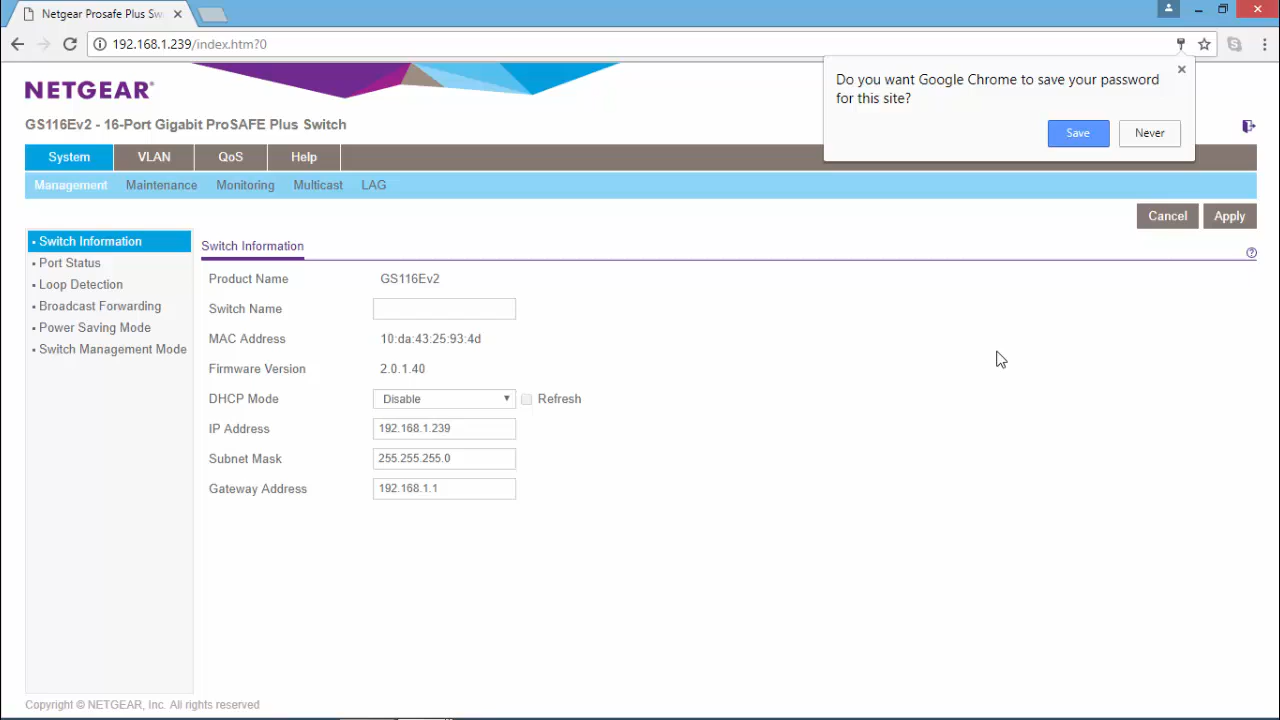 Netgear Prosafe Plus Sw
192.168.1.239/index.htm?0
Do you want Google Chrome to save your password
for this site?
Save Never
NETGEAR®
GS116Ev2 - 16-Port Gigabit ProSAFE Plus Switch
System VLAN QoS Help
Management Maintenance Monitoring Multicast LAG
Cancel Apply
Switch Information
Port Status
Loop Detection
Broadcast Forwarding
Power Saving Mode
Switch Management Mode
Switch Information
Product Name GS116Ev2
Switch Name
MAC Address 10:da:43:25:93:4d
Firmware Version 2.0.1.40
DHCP Mode Disable Refresh
IP Address 192.168.1.239
Subnet Mask 255.255.255.0
Gateway Address 192.168.1.1
Copyright © NETGEAR, Inc. All rights reserved